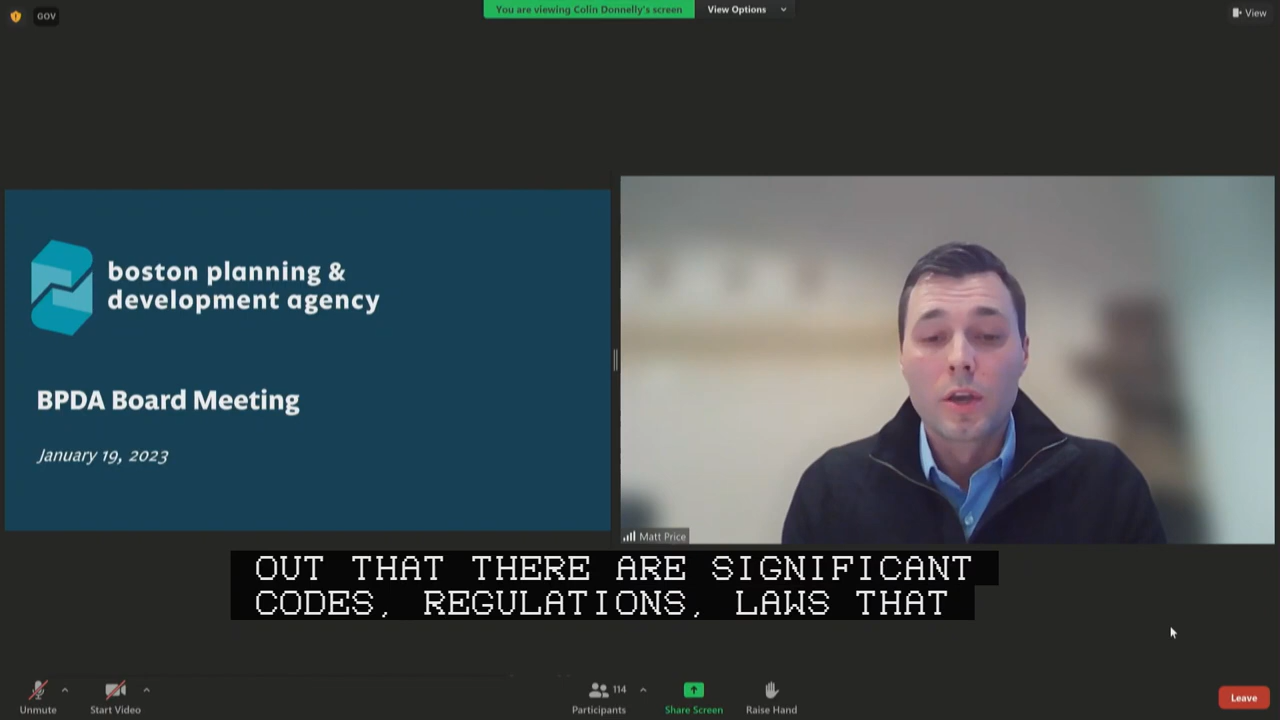 GOV
You are viewing Colin Donnelly's screen
View Options
View
boston planning &
development agency
BPDA Board Meeting
January 19, 2023
Matt Price
OUT THAT THERE ARE SIGNIFICANT
CODES, REGULATIONS, LAWS THAT
Unmute
Start Video
114
Participants
Share Screen
Raise Hand
Leave